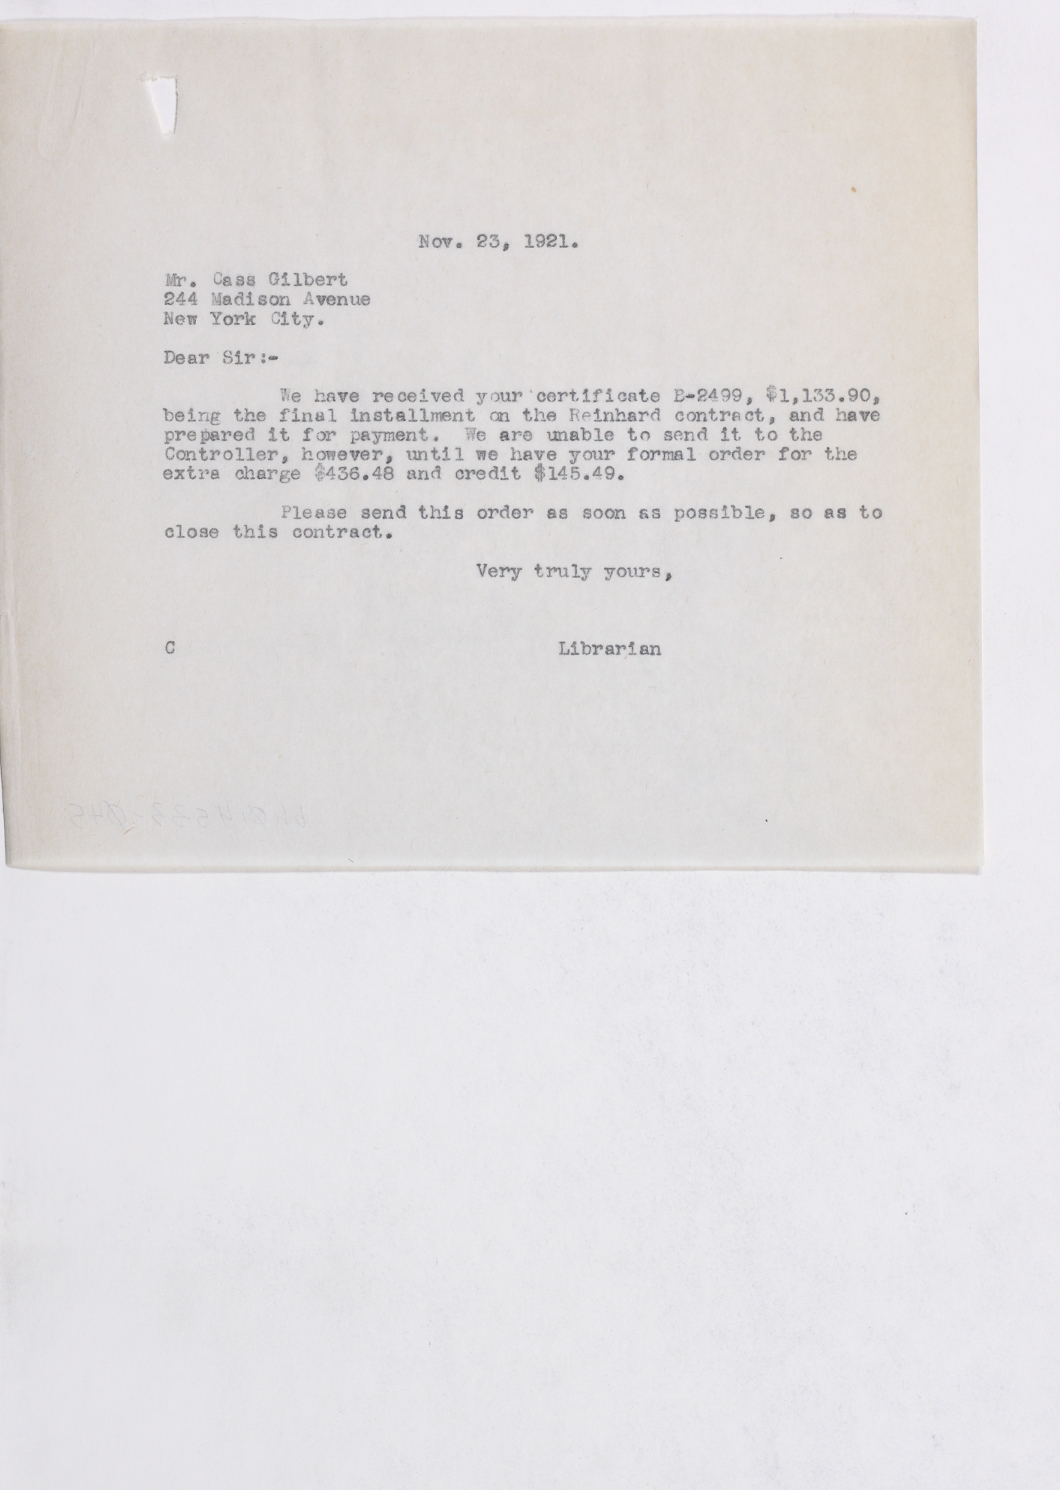 Nov. 23, 1921.
Mr. Cass Gilbert
244 Madison Avenue
New York City.
Dear Sir:-
We have received your certificate E-2499, $1,133.90,
being the final installment on the Reinhard contract, and have
prepared it for payment. We are unable to send it to the
Controller, however, until we have your formal order for the
extra charge $436.48 and credit $145.49.
Please send this order as soon as possible, so as to
close this contract.
Very truly yours,
C Librarian